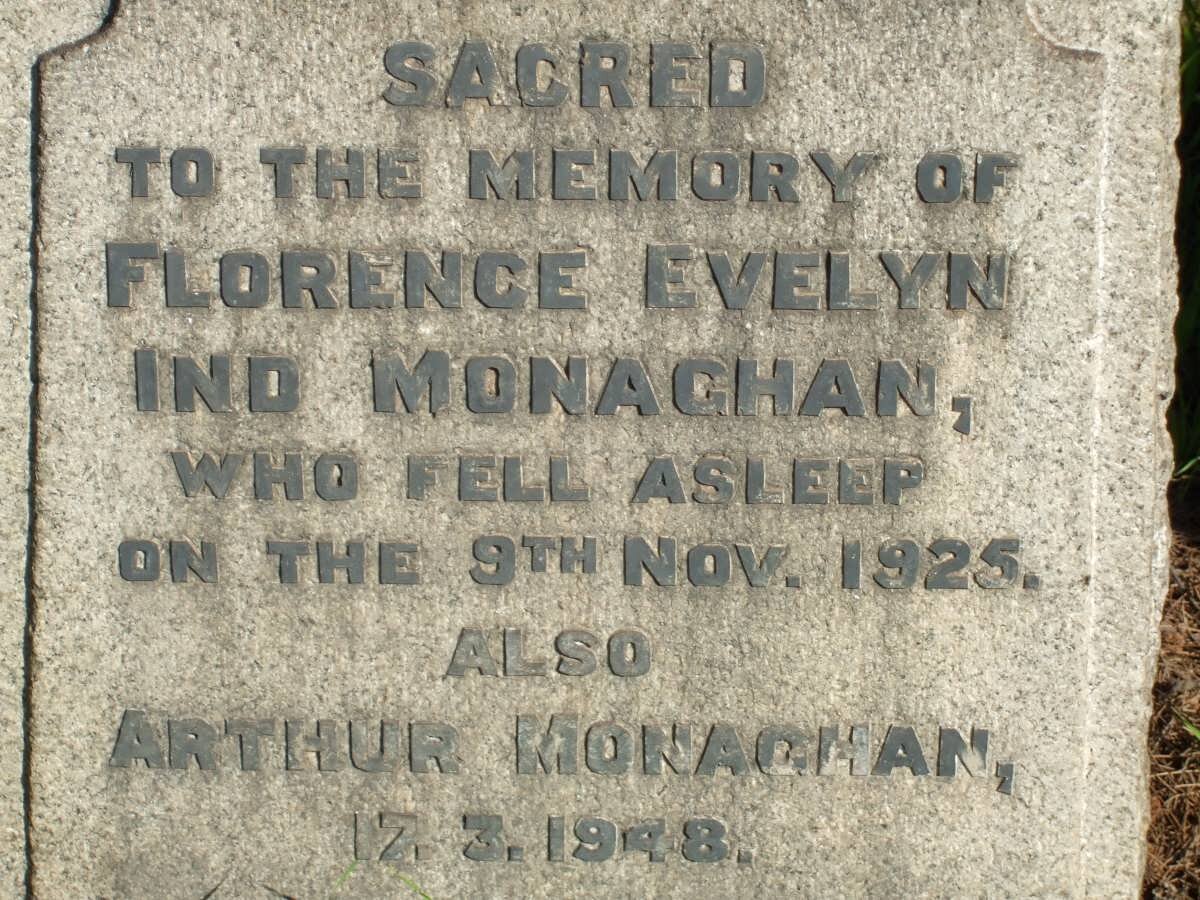 SACRED
TO THE MEMORY OF
FLORENCE EVELYN
IND MONAGHAN,
WHO FELL ASLEEP
ON THE 9TH NOV. 1925.
ALSO
ARTHUR MONAGHAN,
17. 3. 1948.